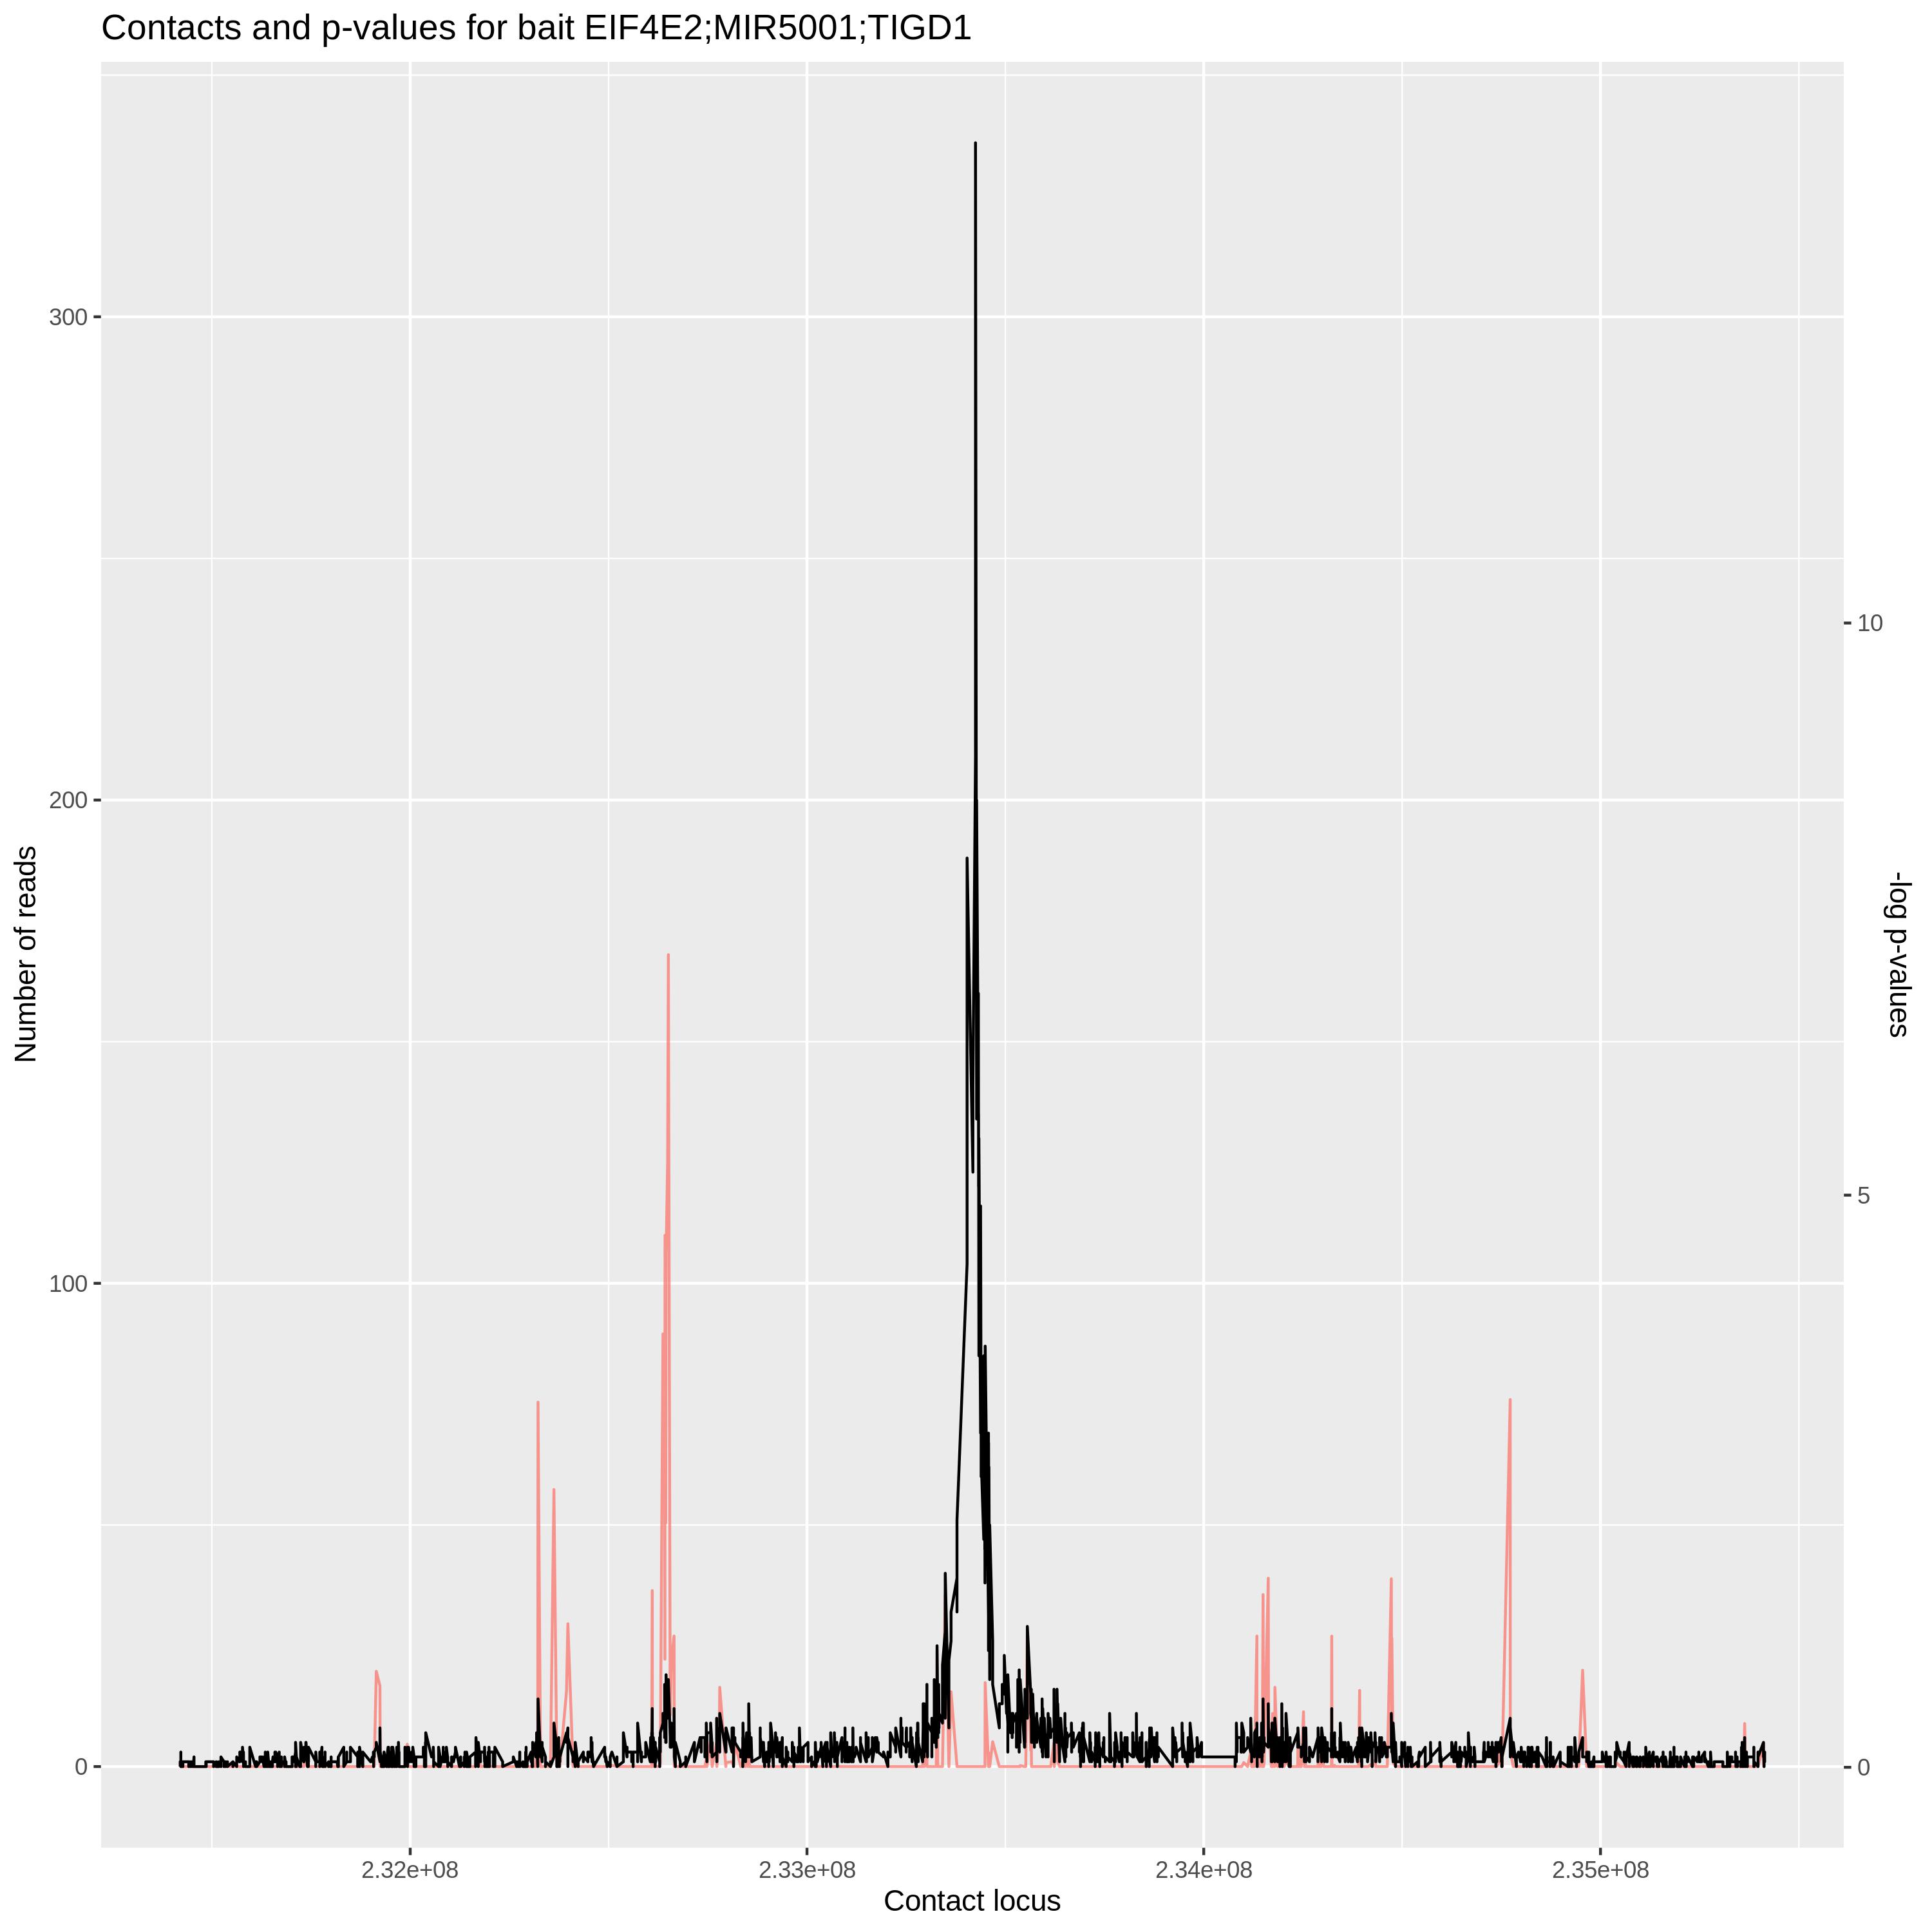 Contacts and p-values for bait EIF4E2;MIR5001;TIGD1
300
200
100
0
Number of reads
10
5
0
-log p-values
2.32e+08
2.33e+08
2.34e+08
2.35e+08
Contact locus